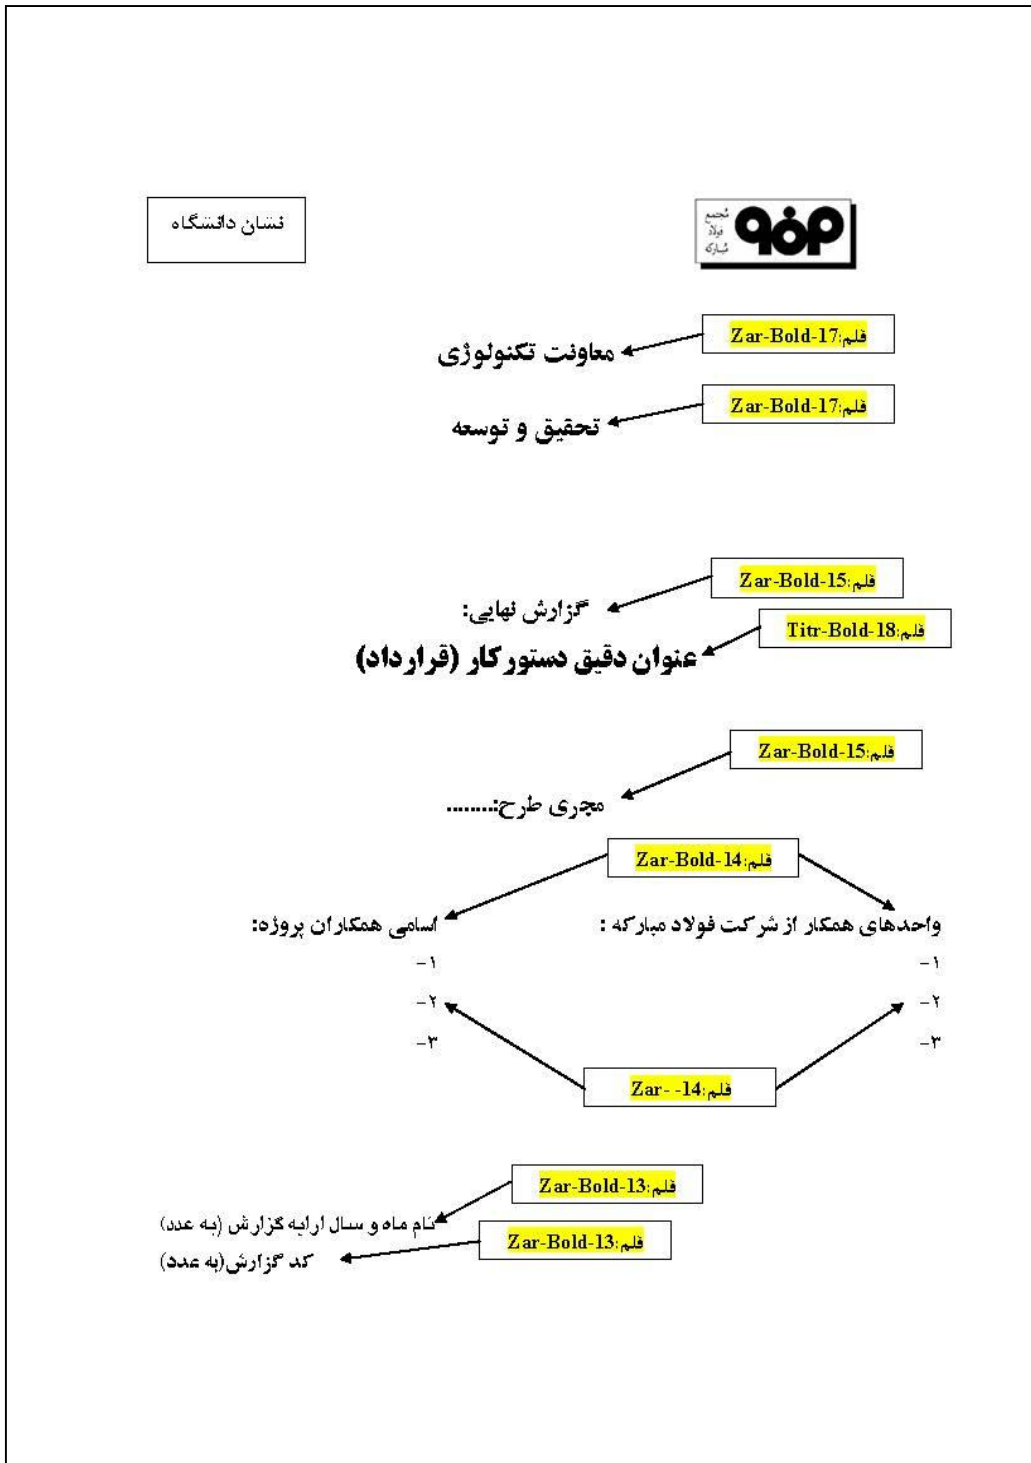 مجتمع
فولاد
مبارکه
نشان دانشگاه
قلم:Zar-Bold-17
معاونت تکنولوژی
قلم:Zar-Bold-17
تحقیق و توسعه
قلم:Zar-Bold-15
گزارش نهایی:
قلم:Titr-Bold-18
عنوان دقیق دستورکار (قرارداد)
قلم:Zar-Bold-15
مجری طرح:........
قلم:Zar-Bold-14
واحدهای همکار از شرکت فولاد مبارکه :
۱-
۲-
۳-
اسامی همکاران پروژه:
۱-
۲-
۳-
قلم:Zar- -14
قلم:Zar-Bold-13
نام ماه و سال ارایه گزارش (به عدد)
قلم:Zar-Bold-13
کد گزارش(به عدد)